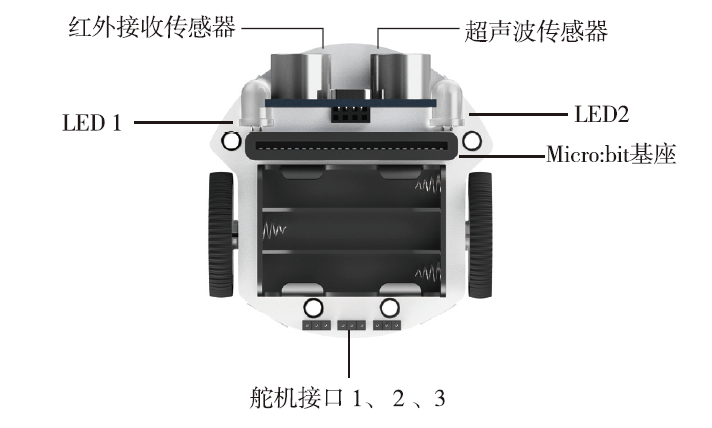 红外接收传感器
超声波传感器
LED 1
LED2
Micro:bit基座
舵机接口 1、 2 、3